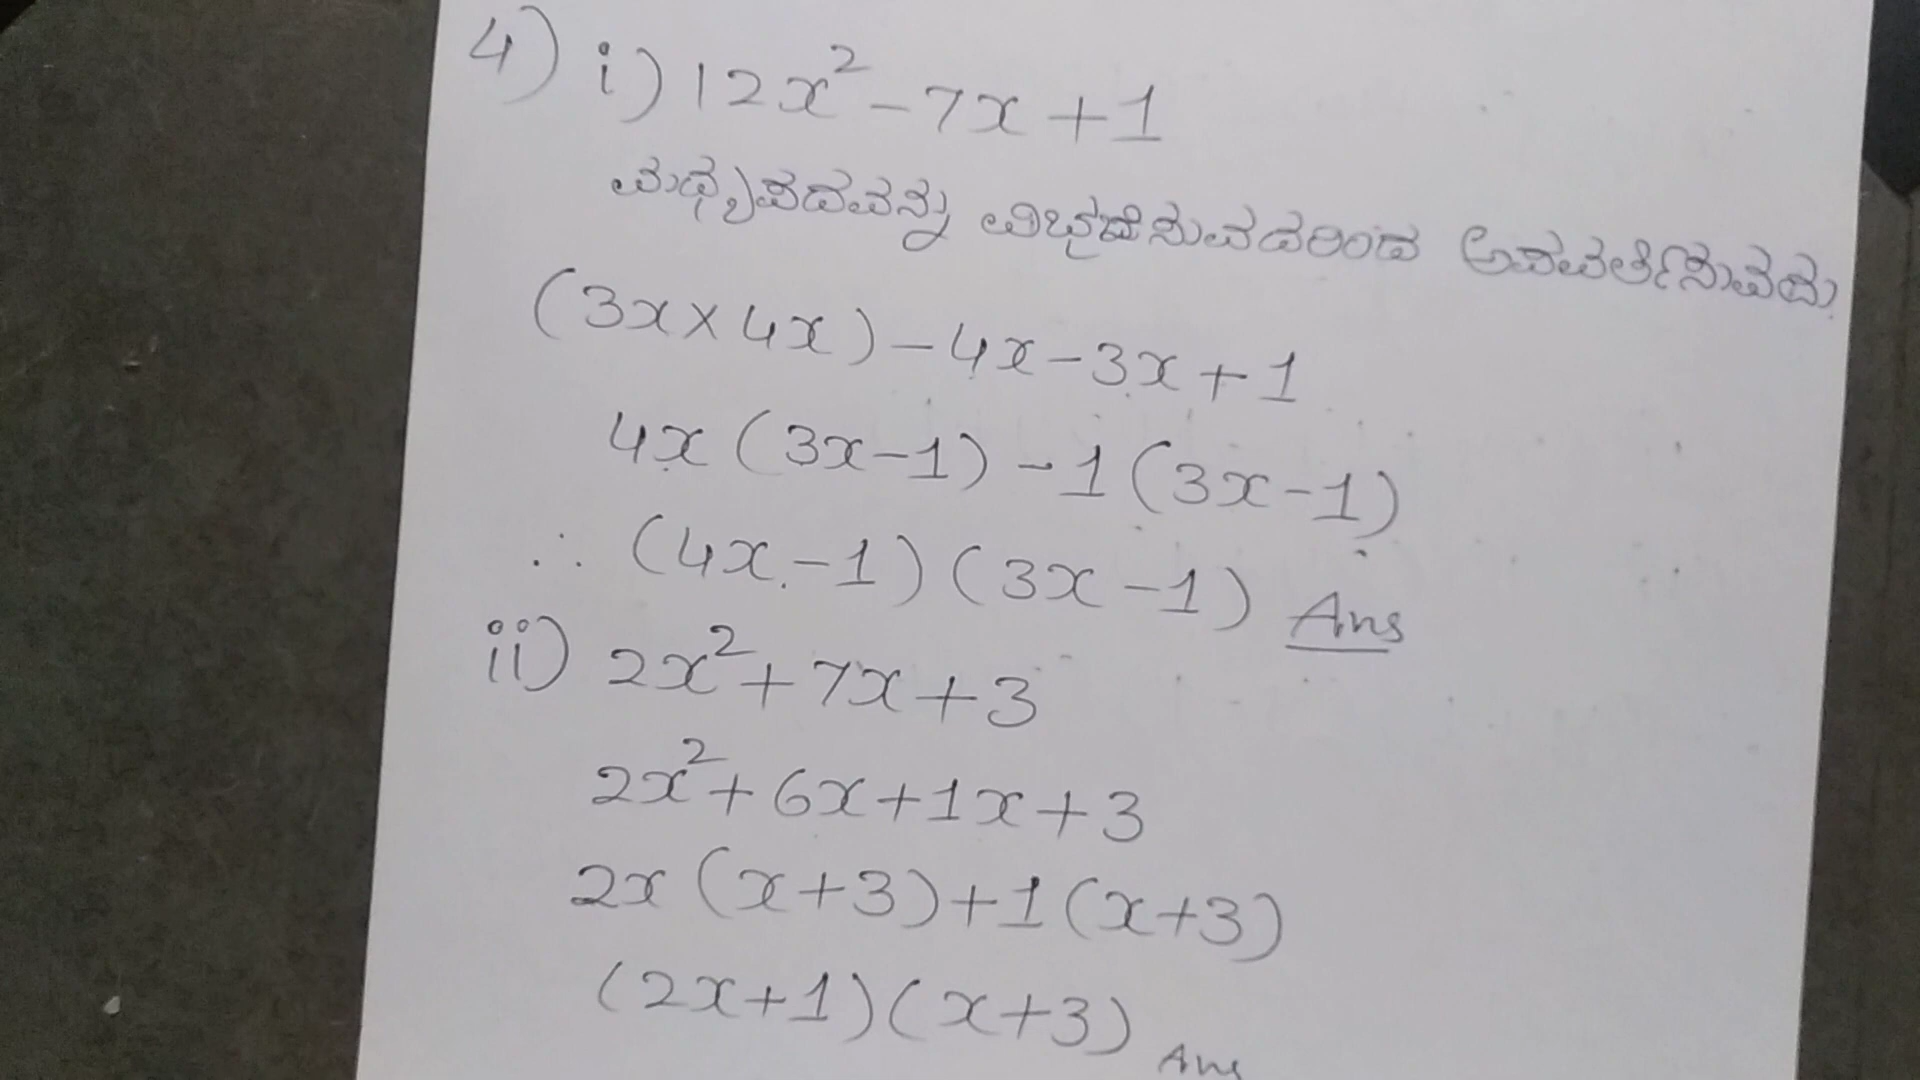 4) i) 12x² - 7x + 1
ಮಧ್ಯಪದವನ್ನು ವಿಭಜಿಸುವದರಿಂದ ಅಪವರ್ತಿಸುವುದು.
(3x × 4x) - 4x - 3x + 1
4x (3x - 1) - 1 (3x - 1)
∴ (4x - 1) (3x - 1) Ans
ii) 2x² + 7x + 3
2x² + 6x + 1x + 3
2x (x + 3) + 1 (x + 3)
(2x + 1) (x + 3) Ans